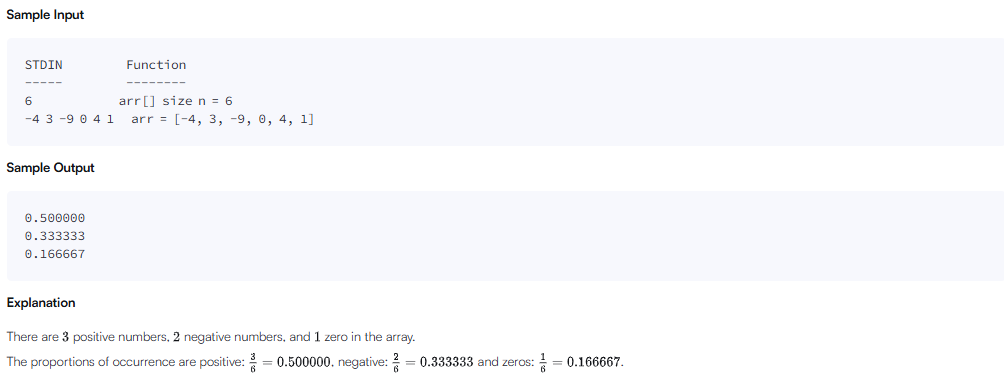 Sample Input
STDIN Function
----- --------
6 arr[] size n = 6
-4 3 -9 0 4 1 arr = [-4, 3, -9, 0, 4, 1]
Sample Output
0.500000
0.333333
0.166667
Explanation
There are 3 positive numbers, 2 negative numbers, and 1 zero in the array.
The proportions of occurrence are positive: 3/6 = 0.500000, negative: 2/6 = 0.333333 and zeros: 1/6 = 0.166667.